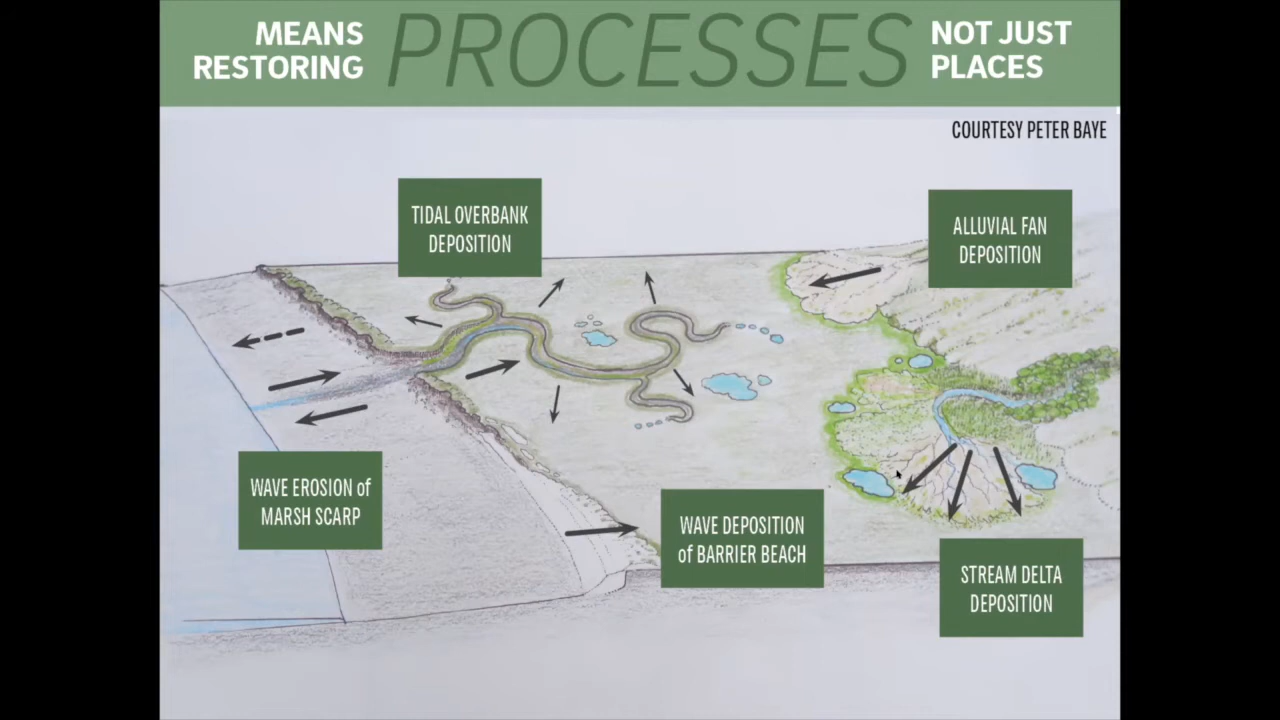 MEANS
RESTORING
PROCESSES
NOT JUST
PLACES
COURTESY PETER BAYE
TIDAL OVERBANK
DEPOSITION
ALLUVIAL FAN
DEPOSITION
WAVE EROSION of
MARSH SCARP
WAVE DEPOSITION
of BARRIER BEACH
STREAM DELTA
DEPOSITION